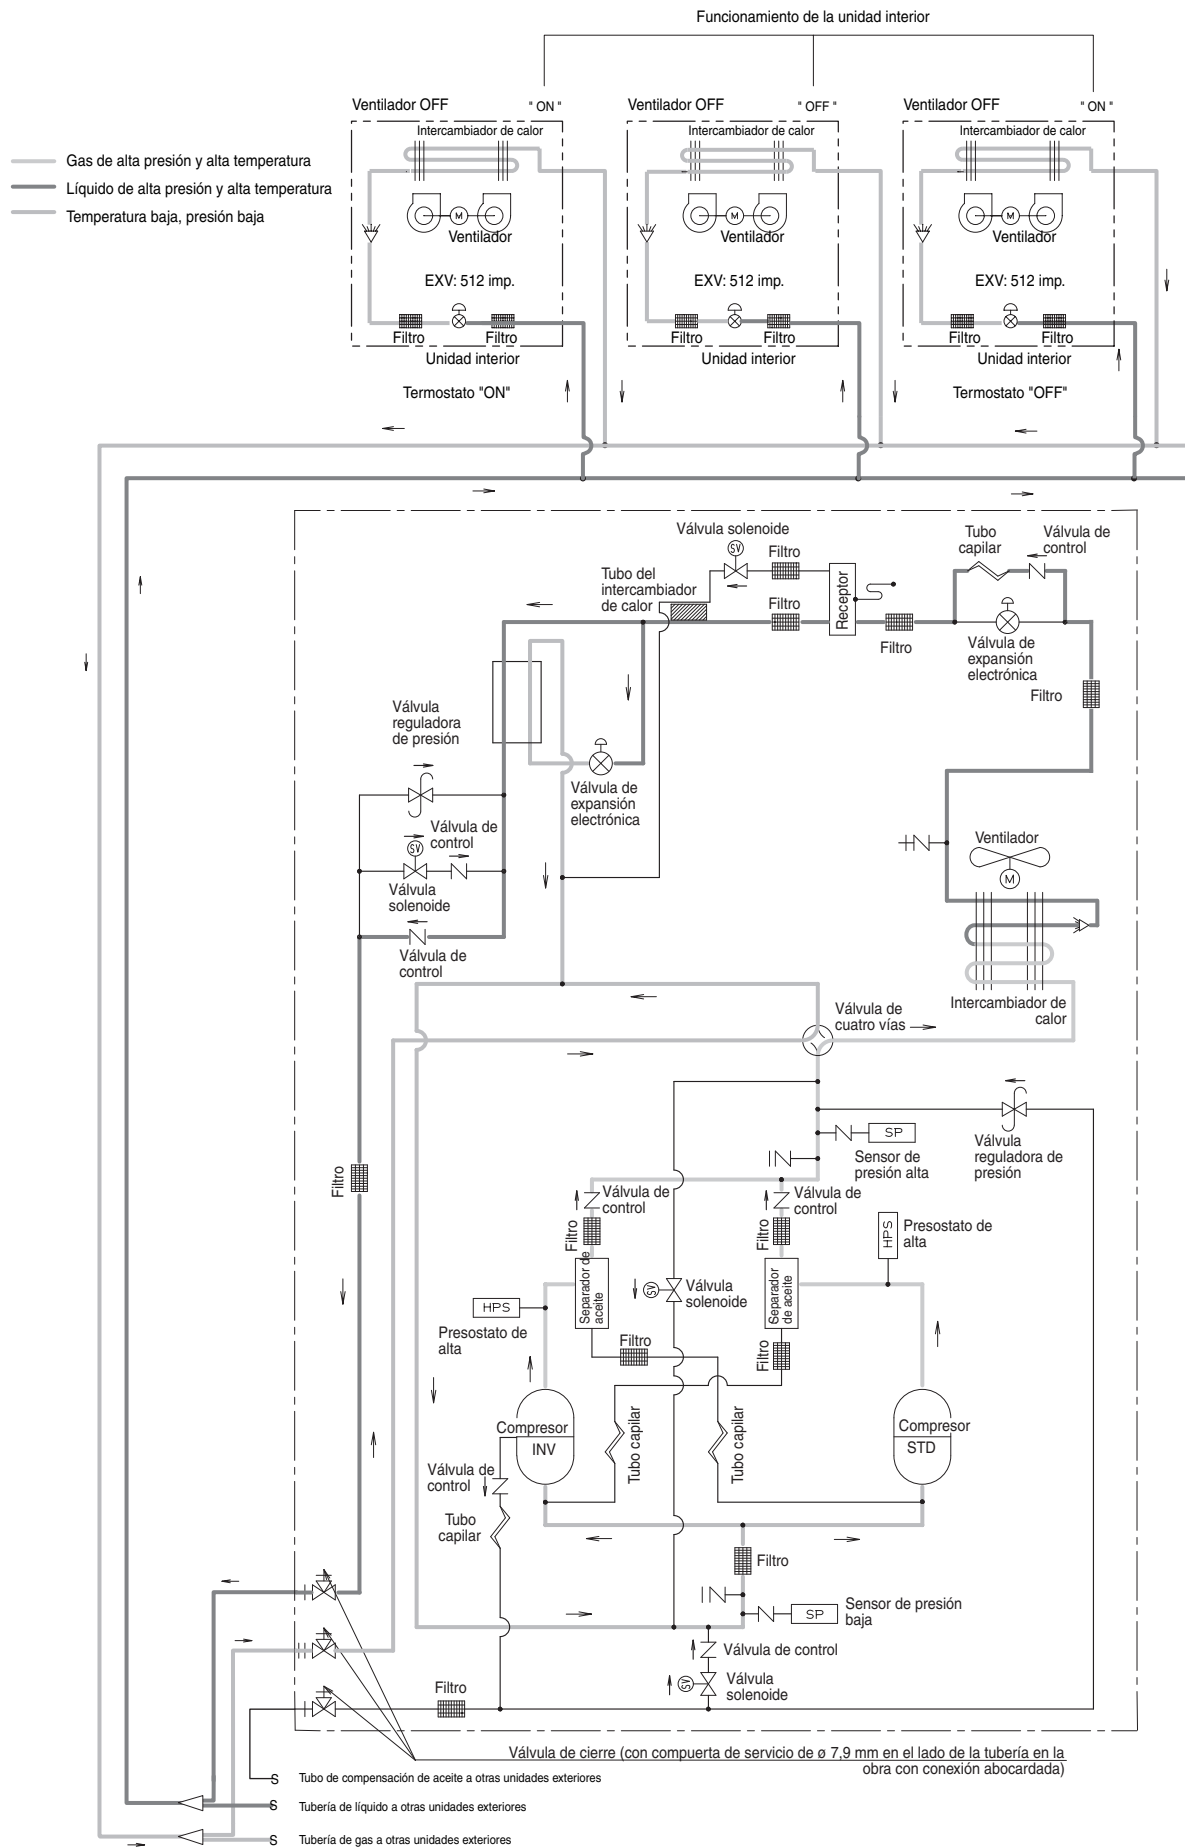 Funcionamiento de la unidad interior
Ventilador OFF
" ON "
Ventilador OFF
" OFF "
Ventilador OFF
" ON "
Intercambiador de calor
Intercambiador de calor
Intercambiador de calor
Gas de alta presión y alta temperatura
Líquido de alta presión y alta temperatura
Temperatura baja, presión baja
M
M
M
Ventilador
Ventilador
Ventilador
EXV: 512 imp.
EXV: 512 imp.
EXV: 512 imp.
Filtro
Filtro
Filtro
Filtro
Filtro
Filtro
Unidad interior
Unidad interior
Unidad interior
Termostato "ON"
Termostato "OFF"
Válvula solenoide
SV
Filtro
Tubo
capilar
Válvula de
control
Tubo del
intercambiador
de calor
Filtro
Receptor
Filtro
Válvula de
expansión
electrónica
Filtro
Válvula
reguladora
de presión
Válvula de
expansión
electrónica
Válvula de
control
SV
Válvula
solenoide
Válvula de
control
Ventilador
M
Intercambiador de
calor
Válvula de
cuatro vías
SP
Sensor de
presión alta
Válvula
reguladora de
presión
Filtro
Válvula de
control
Válvula de
control
Filtro
Filtro
HPS
Presostato de
alta
Separador de
aceite
Separador
de aceite
SV
Válvula
solenoide
HPS
Presostato de
alta
Filtro
Filtro
Compresor
INV
Tubo capilar
Tubo capilar
Compresor
STD
Válvula de
control
Tubo
capilar
Filtro
SP
Sensor de presión
baja
Válvula de control
SV
Válvula
solenoide
Filtro
Válvula de cierre (con compuerta de servicio de ø 7,9 mm en el lado de la tubería en la
obra con conexión abocardada)
S
Tubo de compensación de aceite a otras unidades exteriores
S
Tubería de líquido a otras unidades exteriores
S
Tubería de gas a otras unidades exteriores